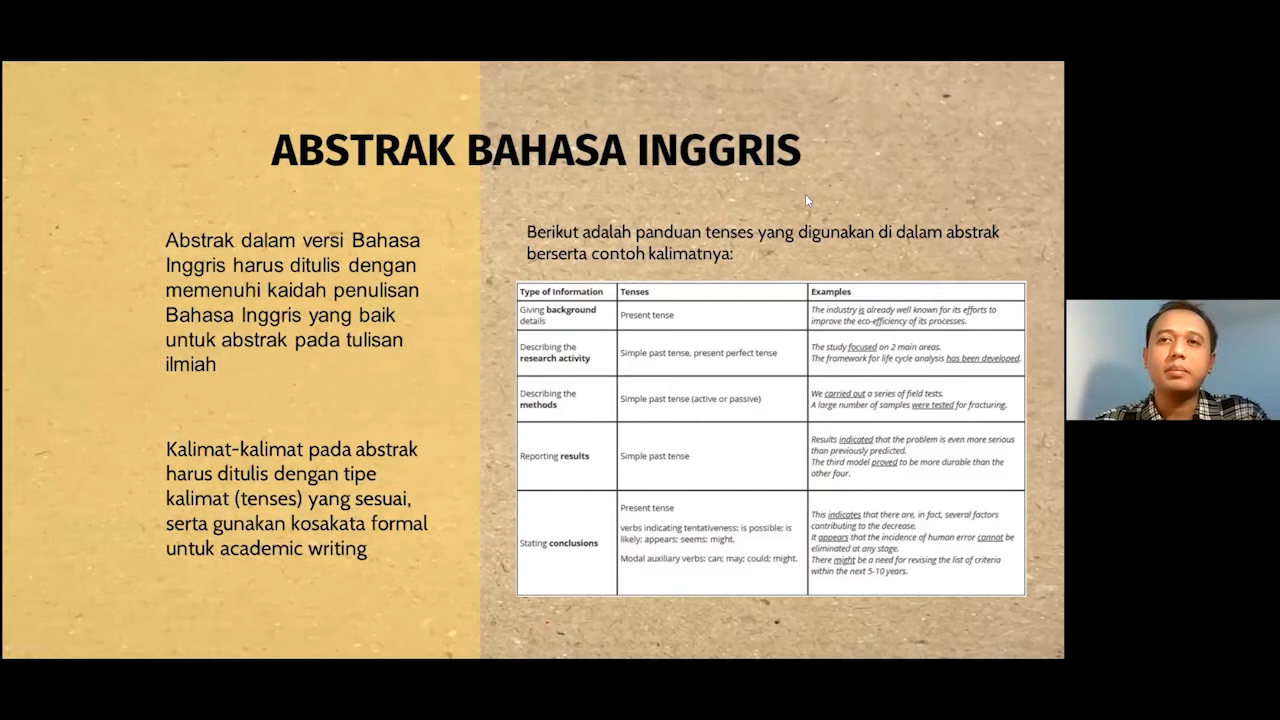 ABSTRAK BAHASA INGGRIS
Abstrak dalam versi Bahasa
Inggris harus ditulis dengan
memenuhi kaidah penulisan
Bahasa Inggris yang baik
untuk abstrak pada tulisan
ilmiah
Kalimat-kalimat pada abstrak
harus ditulis dengan tipe
kalimat (tenses) yang sesuai,
serta gunakan kosakata formal
untuk academic writing
Berikut adalah panduan tenses yang digunakan di dalam abstrak
berserta contoh kalimatnya:
Type of Information Tenses Examples
Giving background
details
Present tense
The industry is already well known for its efforts to
improve the eco-efficiency of its processes.
Describing the
research activity
Simple past tense, present perfect tense
The study focused on 2 main areas.
The framework for life cycle analysis has been developed.
Describing the
methods
Simple past tense (active or passive)
We carried out a series of field tests.
A large number of samples were tested for fracturing.
Reporting results
Simple past tense
Results indicated that the problem is even more serious
than previously predicted.
The third model proved to be more durable than the
other four.
Stating conclusions
Present tense
verbs indicating tentativeness: is possible; is
likely; appears; seems; might.
Modal auxiliary verbs: can; may; could; might.
This indicates that there are, in fact, several factors
contributing to the decrease.
It appears that the incidence of human error cannot be
eliminated at any stage.
There might be a need for revising the list of criteria
within the next 5-10 years.